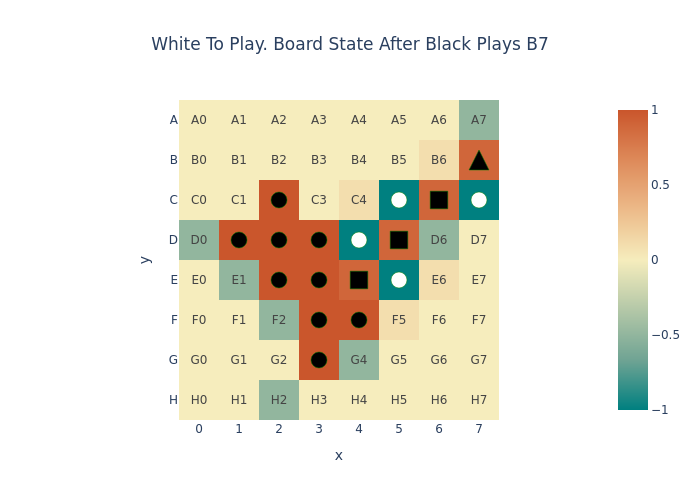 White To Play. Board State After Black Plays B7
A A0 A1 A2 A3 A4 A5 A6 A7 1
B B0 B1 B2 B3 B4 B5 B6
C C0 C1 C3 C4 0.5
D D0 D6 D7
y E E0 E1 E6 E7 0
F F0 F1 F2 F5 F6 F7 −0.5
G G0 G1 G2 G4 G5 G6 G7
H H0 H1 H2 H3 H4 H5 H6 H7 −1
0 1 2 3 4 5 6 7
x